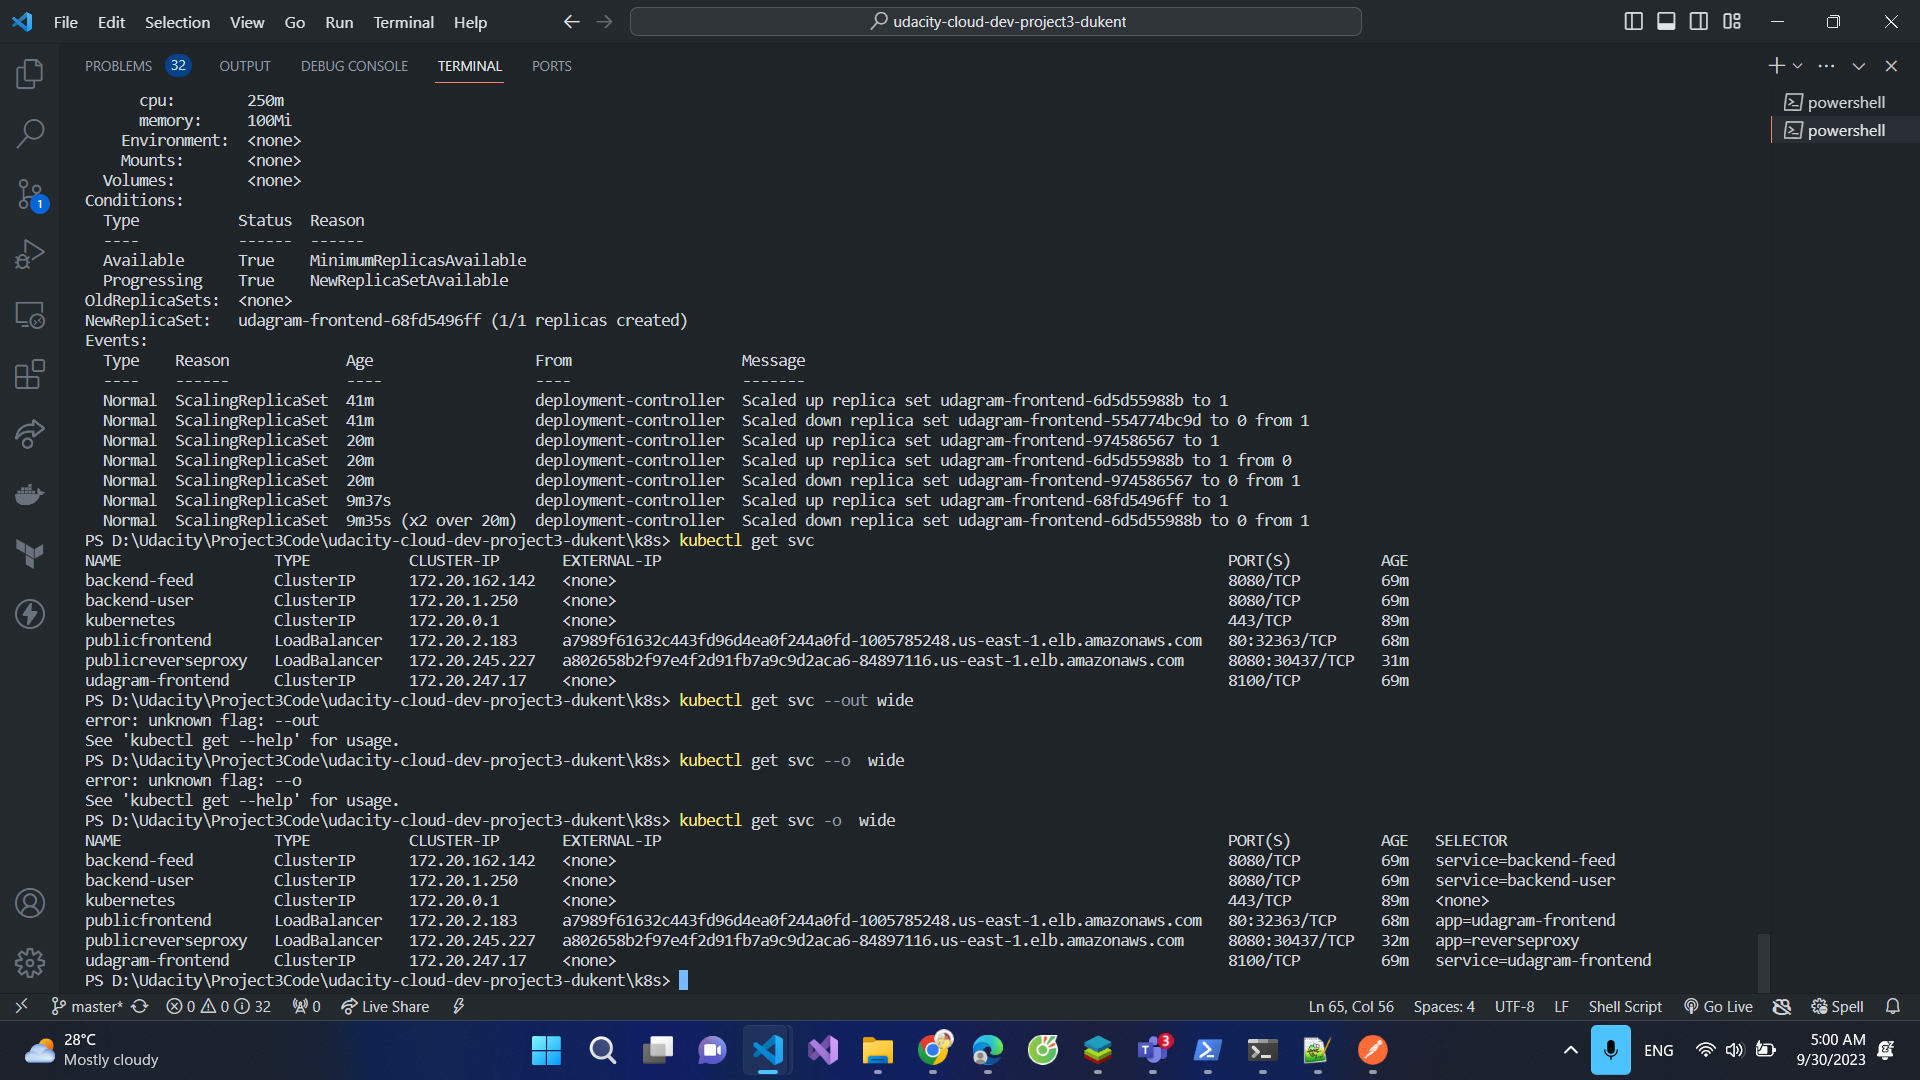 File Edit Selection View Go Run Terminal Help udacity-cloud-dev-project3-dukent
PROBLEMS 32 OUTPUT DEBUG CONSOLE TERMINAL PORTS
powershell
powershell
1
cpu: 250m
memory: 100Mi
Environment: <none>
Mounts: <none>
Volumes: <none>
Conditions:
Type Status Reason
---- ------ ------
Available True MinimumReplicasAvailable
Progressing True NewReplicaSetAvailable
OldReplicaSets: <none>
NewReplicaSet: udagram-frontend-68fd5496ff (1/1 replicas created)
Events:
Type Reason Age From Message
---- ------ ---- ---- -------
Normal ScalingReplicaSet 41m deployment-controller Scaled up replica set udagram-frontend-6d5d55988b to 1
Normal ScalingReplicaSet 41m deployment-controller Scaled down replica set udagram-frontend-554774bc9d to 0 from 1
Normal ScalingReplicaSet 20m deployment-controller Scaled up replica set udagram-frontend-974586567 to 1
Normal ScalingReplicaSet 20m deployment-controller Scaled up replica set udagram-frontend-6d5d55988b to 1 from 0
Normal ScalingReplicaSet 20m deployment-controller Scaled down replica set udagram-frontend-974586567 to 0 from 1
Normal ScalingReplicaSet 9m37s deployment-controller Scaled up replica set udagram-frontend-68fd5496ff to 1
Normal ScalingReplicaSet 9m35s (x2 over 20m) deployment-controller Scaled down replica set udagram-frontend-6d5d55988b to 0 from 1
PS D:\Udacity\Project3Code\udacity-cloud-dev-project3-dukent\k8s> kubectl get svc
NAME TYPE CLUSTER-IP EXTERNAL-IP PORT(S) AGE
backend-feed ClusterIP 172.20.162.142 <none> 8080/TCP 69m
backend-user ClusterIP 172.20.1.250 <none> 8080/TCP 69m
kubernetes ClusterIP 172.20.0.1 <none> 443/TCP 89m
publicfrontend LoadBalancer 172.20.2.183 a7989f61632c443fd96d4ea0f244a0fd-1005785248.us-east-1.elb.amazonaws.com 80:32363/TCP 68m
publicreverseproxy LoadBalancer 172.20.245.227 a802658b2f97e4f2d91fb7a9c9d2aca6-84897116.us-east-1.elb.amazonaws.com 8080:30437/TCP 31m
udagram-frontend ClusterIP 172.20.247.17 <none> 8100/TCP 69m
PS D:\Udacity\Project3Code\udacity-cloud-dev-project3-dukent\k8s> kubectl get svc --out wide
error: unknown flag: --out
See 'kubectl get --help' for usage.
PS D:\Udacity\Project3Code\udacity-cloud-dev-project3-dukent\k8s> kubectl get svc --o  wide
error: unknown flag: --o
See 'kubectl get --help' for usage.
PS D:\Udacity\Project3Code\udacity-cloud-dev-project3-dukent\k8s> kubectl get svc -o  wide
NAME TYPE CLUSTER-IP EXTERNAL-IP PORT(S) AGE SELECTOR
backend-feed ClusterIP 172.20.162.142 <none> 8080/TCP 69m service=backend-feed
backend-user ClusterIP 172.20.1.250 <none> 8080/TCP 69m service=backend-user
kubernetes ClusterIP 172.20.0.1 <none> 443/TCP 89m <none>
publicfrontend LoadBalancer 172.20.2.183 a7989f61632c443fd96d4ea0f244a0fd-1005785248.us-east-1.elb.amazonaws.com 80:32363/TCP 68m app=udagram-frontend
publicreverseproxy LoadBalancer 172.20.245.227 a802658b2f97e4f2d91fb7a9c9d2aca6-84897116.us-east-1.elb.amazonaws.com 8080:30437/TCP 32m app=reverseproxy
udagram-frontend ClusterIP 172.20.247.17 <none> 8100/TCP 69m service=udagram-frontend
PS D:\Udacity\Project3Code\udacity-cloud-dev-project3-dukent\k8s>
master* 0 0 32 0 Live Share Ln 65, Col 56 Spaces: 4 UTF-8 LF Shell Script Go Live Spell
28°C
Mostly cloudy
3
ENG
5:00 AM
9/30/2023